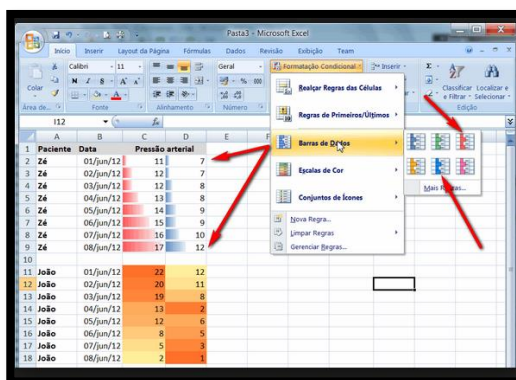 Pasta3 - Microsoft Excel
Início Inserir Layout da Página Fórmulas Dados Revisão Exibição Team
Colar
Calibri 11
N I S
Geral
Formatação Condicional
Inserir
Classificar e Filtrar
Localizar e Selecionar
Área de... Fonte Alinhamento Número Edição
I12 fx
A B C D E F
1 Paciente Data Pressão arterial
2 Zé 01/jun/12 11 7
3 Zé 02/jun/12 12 7
4 Zé 03/jun/12 12 8
5 Zé 04/jun/12 13 8
6 Zé 05/jun/12 14 9
7 Zé 06/jun/12 15 9
8 Zé 07/jun/12 16 10
9 Zé 08/jun/12 17 12
10
11 João 01/jun/12 22 12
12 João 02/jun/12 20 11
13 João 03/jun/12 19 8
14 João 04/jun/12 13 2
15 João 05/jun/12 12 6
16 João 06/jun/12 8 5
17 João 07/jun/12 5 3
18 João 08/jun/12 2 1
Realçar Regras das Células
Regras de Primeiros/Últimos
Barras de Dados
Escalas de Cor
Conjuntos de Ícones
Nova Regra...
Limpar Regras
Gerenciar Regras...
Mais Regras...